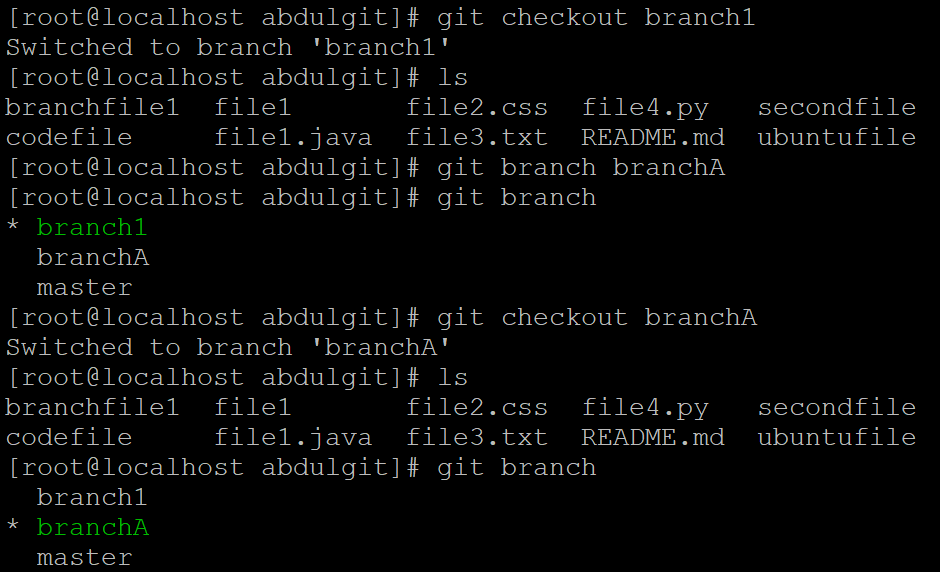 [root@localhost abdulgit]# git checkout branch1
Switched to branch 'branch1'
[root@localhost abdulgit]# ls
branchfile1  file1       file2.css  file4.py   secondfile
codefile     file1.java  file3.txt  README.md  ubuntufile
[root@localhost abdulgit]# git branch branchA
[root@localhost abdulgit]# git branch
* branch1
  branchA
  master
[root@localhost abdulgit]# git checkout branchA
Switched to branch 'branchA'
[root@localhost abdulgit]# ls
branchfile1  file1       file2.css  file4.py   secondfile
codefile     file1.java  file3.txt  README.md  ubuntufile
[root@localhost abdulgit]# git branch
  branch1
* branchA
  master